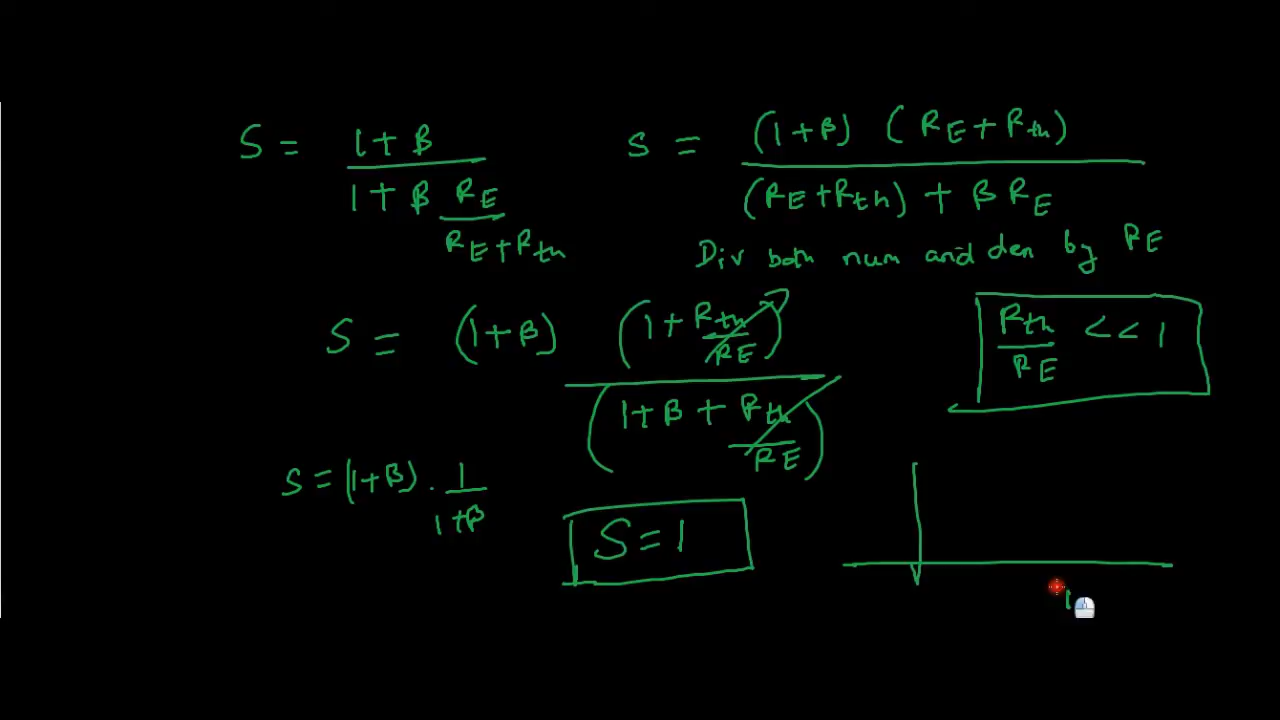 S = (1+β) / (1+β R_E/(R_E+R_th))
S = (1+β) (R_E+R_th) / ((R_E+R_th) + β R_E)
Div both num and den by R_E
S = (1+β) (1+R_th/R_E) / (1+β+R_th/R_E)
R_th/R_E << 1
S = (1+β) . 1/(1+β)
S = 1